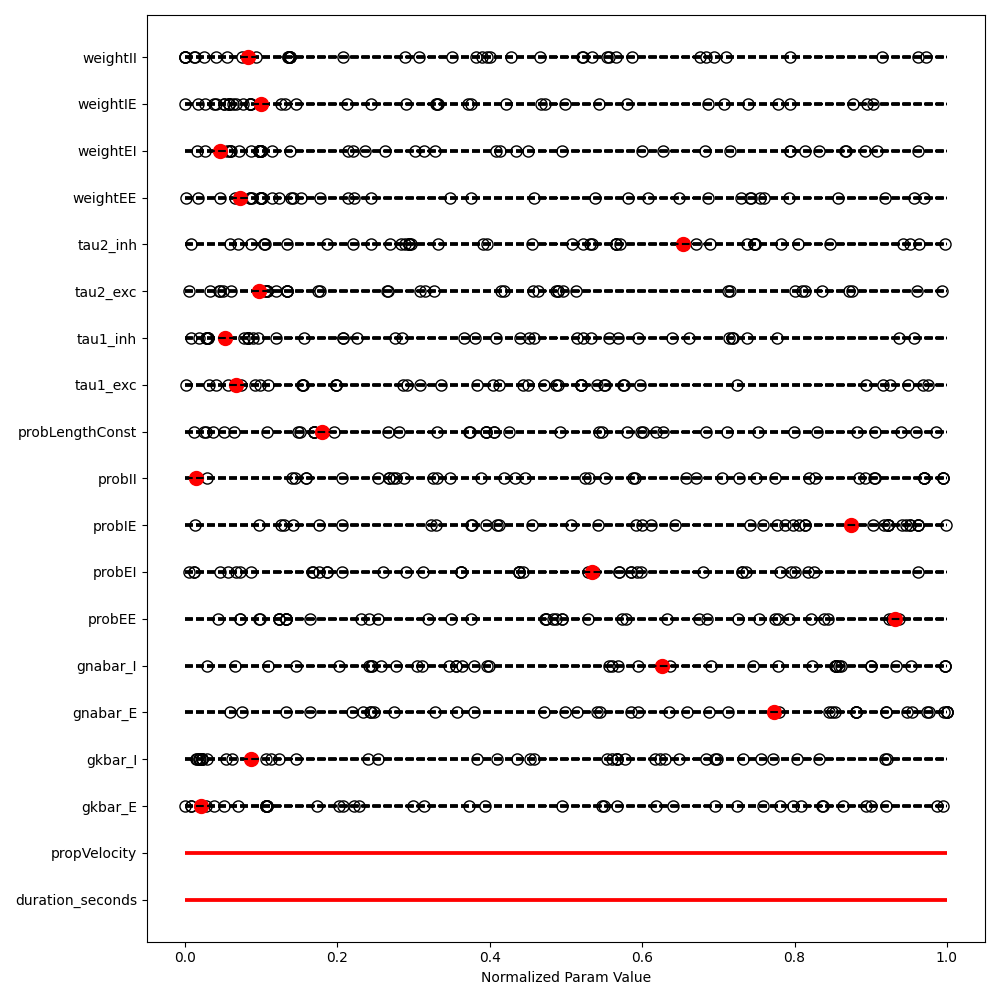 weightII
weightIE
weightEI
weightEE
tau2_inh
tau2_exc
tau1_inh
tau1_exc
probLengthConst
probII
probIE
probEI
probEE
gnabar_I
gnabar_E
gkbar_I
gkbar_E
propVelocity
duration_seconds
0.0 0.2 0.4 0.6 0.8 1.0
Normalized Param Value